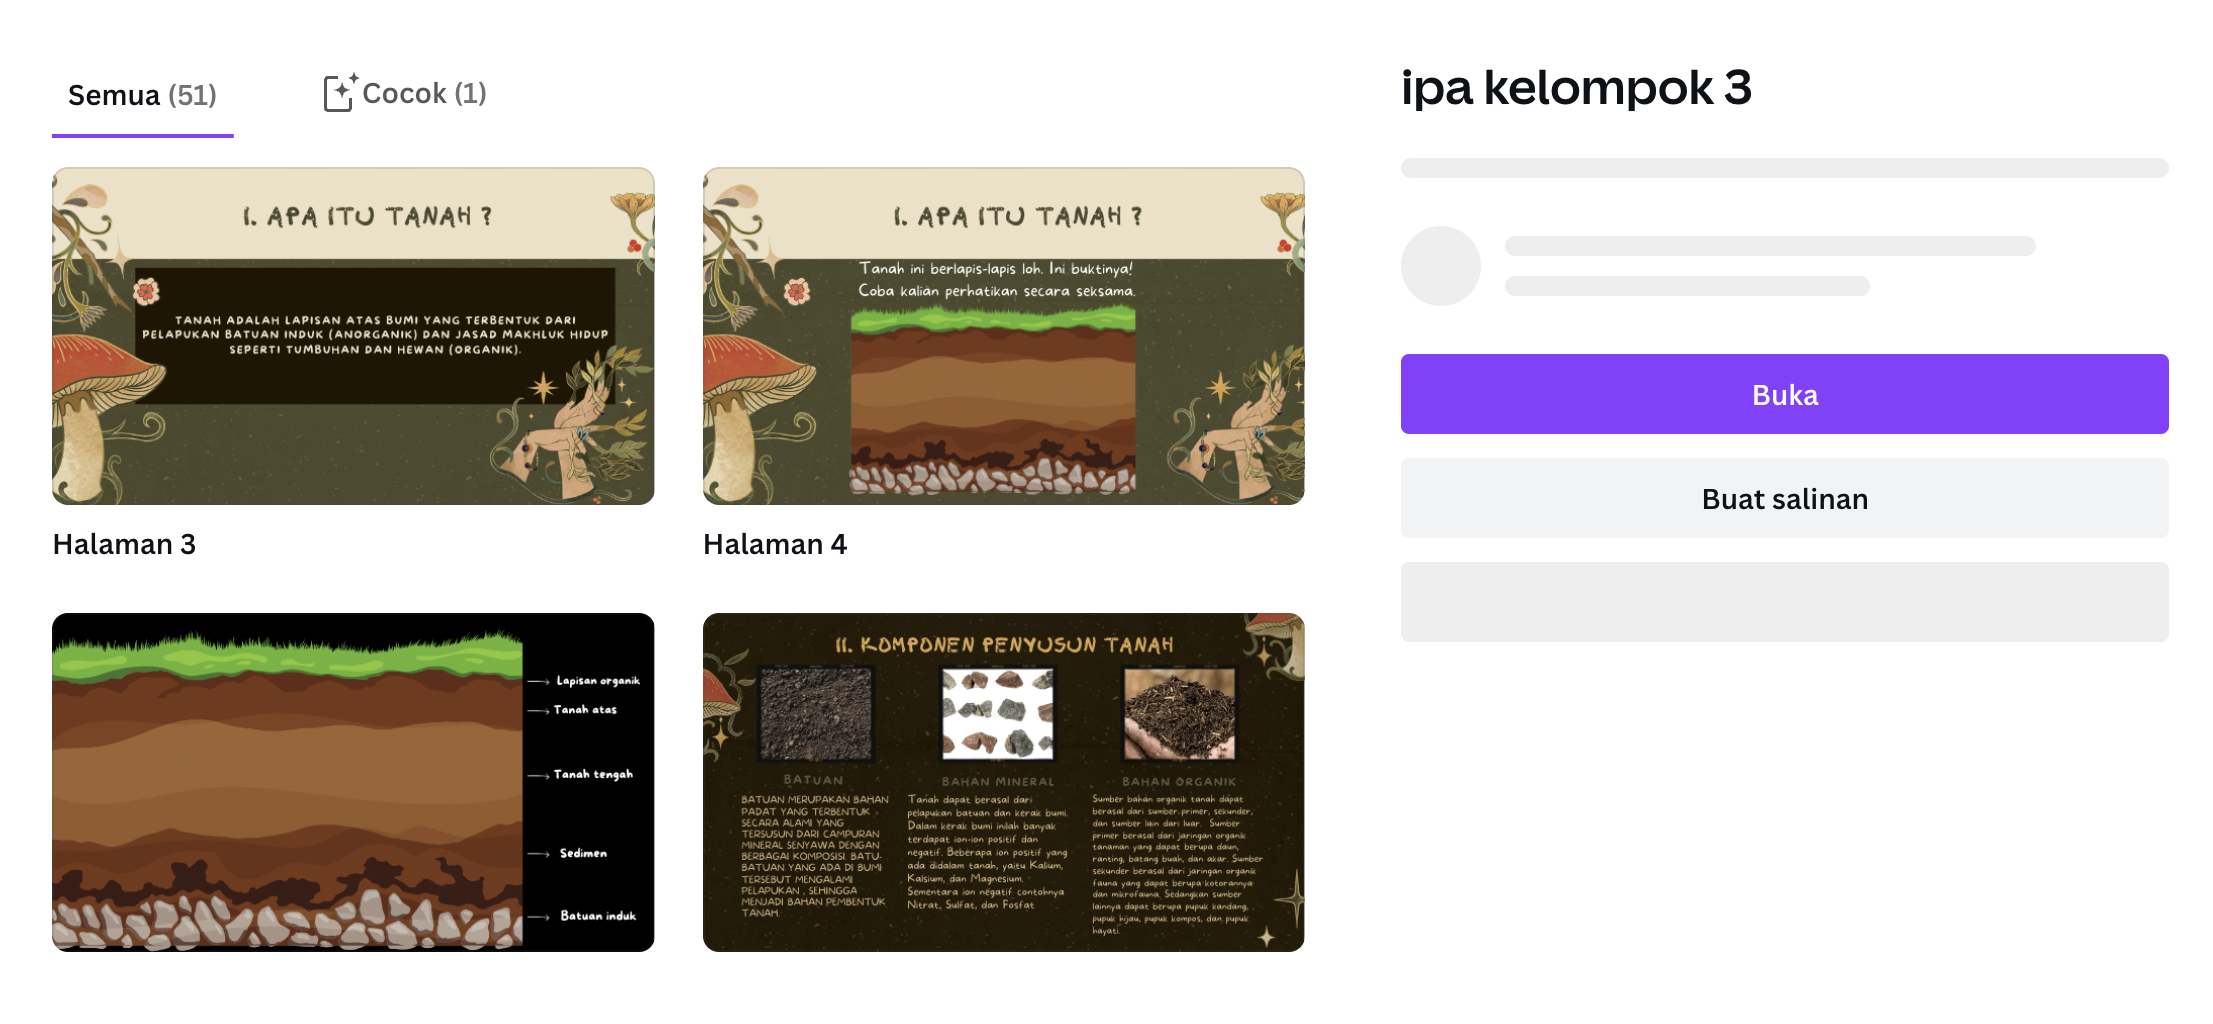 Semua (51)
Cocok (1)
I. APA ITU TANAH ?
TANAH ADALAH LAPISAN ATAS BUMI YANG TERBENTUK DARI
PELAPUKAN BATUAN INDUK (ANORGANIK) DAN JASAD MAKHLUK HIDUP
SEPERTI TUMBUHAN DAN HEWAN (ORGANIK).
Halaman 3
I. APA ITU TANAH ?
Tanah ini berlapis-lapis loh. Ini buktinya!
Coba kalian perhatikan secara seksama.
Halaman 4
Lapisan organik
Tanah atas
Tanah tengah
Sedimen
Batuan induk
II. KOMPONEN PENYUSUN TANAH
BATUAN
BATUAN MERUPAKAN BAHAN
PADAT YANG TERBENTUK
SECARA ALAMI YANG
TERSUSUN DARI CAMPURAN
MINERAL SENYAWA DENGAN
BERBAGAI KOMPOSISI. BATU-
BATUAN YANG ADA DI BUMI
TERSEBUT MENGALAMI
PELAPUKAN , SEHINGGA
MENJADI BAHAN PEMBENTUK
TANAH.
BAHAN MINERAL
Tanah dapat berasal dari
pelapukan batuan dan kerak bumi.
Dalam kerak bumi inilah banyak
terdapat ion-ion positif dan
negatif. Beberapa ion positif yang
ada didalam tanah, yaitu Kalium,
Kalsium, dan Magnesium.
Sementara ion negatif contohnya
Nitrat, Sulfat, dan Fosfat
BAHAN ORGANIK
Sumber bahan organik tanah dapat
berasal dari sumber primer, sekunder,
dan sumber lain dari luar. Sumber
primer berasal dari jaringan organik
tanaman yang dapat berupa daun,
ranting, batang buah, dan akar. Sumber
sekunder berasal dari jaringan organik
fauna yang dapat berupa kotorannya
dan mikrofauna. Sedangkan sumber
lainnya dapat berupa pupuk kandang,
pupuk hijau, pupuk kompos, dan pupuk
hayati.
ipa kelompok 3
Buka
Buat salinan